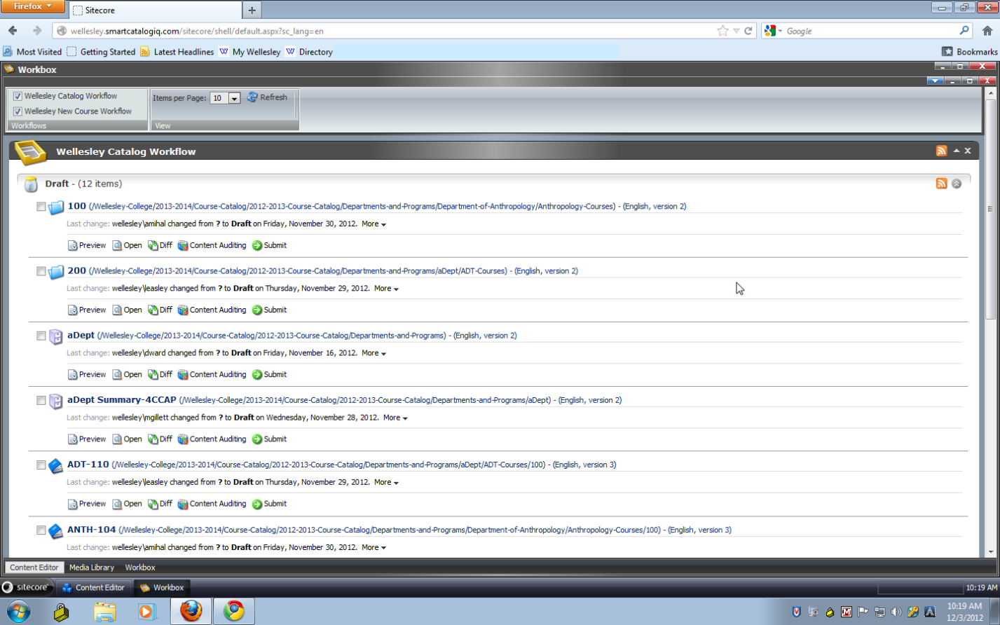 Firefox
Sitecore
wellesley.smartcatalogiq.com/sitecore/shell/default.aspx?sc_lang=en
Google
Most Visited Getting Started Latest Headlines My Wellesley Directory Bookmarks
Workbox
Wellesley Catalog Workflow
Wellesley New Course Workflow
Workflows
Items per Page: 10 Refresh
View
Wellesley Catalog Workflow
Draft - (12 items)
100 (/Wellesley-College/2013-2014/Course-Catalog/2012-2013-Course-Catalog/Departments-and-Programs/Department-of-Anthropology/Anthropology-Courses) - (English, version 2)
Last change: wellesley\amihal changed from ? to Draft on Friday, November 30, 2012. More
Preview Open Diff Content Auditing Submit
200 (/Wellesley-College/2013-2014/Course-Catalog/2012-2013-Course-Catalog/Departments-and-Programs/aDept/ADT-Courses) - (English, version 2)
Last change: wellesley\leasley changed from ? to Draft on Thursday, November 29, 2012. More
Preview Open Diff Content Auditing Submit
aDept (/Wellesley-College/2013-2014/Course-Catalog/2012-2013-Course-Catalog/Departments-and-Programs) - (English, version 2)
Last change: wellesley\dward changed from ? to Draft on Friday, November 16, 2012. More
Preview Open Diff Content Auditing Submit
aDept Summary-4CCAP (/Wellesley-College/2013-2014/Course-Catalog/2012-2013-Course-Catalog/Departments-and-Programs/aDept) - (English, version 2)
Last change: wellesley\mgillett changed from ? to Draft on Wednesday, November 28, 2012. More
Preview Open Diff Content Auditing Submit
ADT-110 (/Wellesley-College/2013-2014/Course-Catalog/2012-2013-Course-Catalog/Departments-and-Programs/aDept/ADT-Courses/100) - (English, version 3)
Last change: wellesley\leasley changed from ? to Draft on Thursday, November 29, 2012. More
Preview Open Diff Content Auditing Submit
ANTH-104 (/Wellesley-College/2013-2014/Course-Catalog/2012-2013-Course-Catalog/Departments-and-Programs/Department-of-Anthropology/Anthropology-Courses/100) - (English, version 3)
Last change: wellesley\amihal changed from ? to Draft on Friday, November 30, 2012. More
Content Editor Media Library Workbox
sitecore Content Editor Workbox 10:19 AM
10:19 AM
12/3/2012